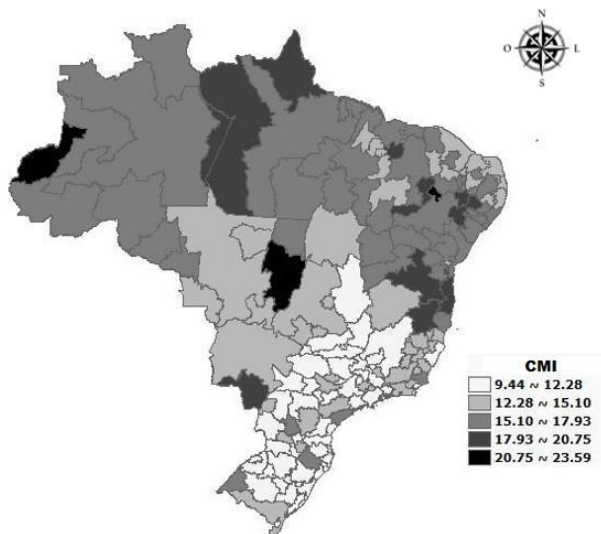 N
O L
S
CMI
9.44 ~ 12.28
12.28 ~ 15.10
15.10 ~ 17.93
17.93 ~ 20.75
20.75 ~ 23.59